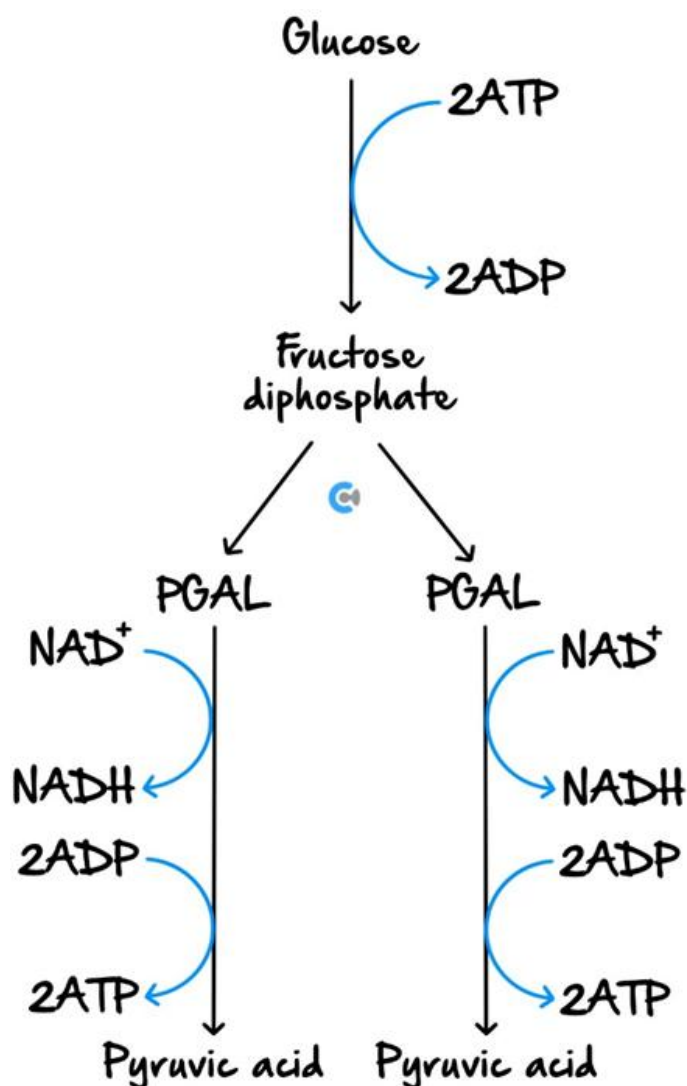 Glucose
2ATP
2ADP
Fructose
diphosphate
PGAL PGAL
NAD⁺ NAD⁺
NADH NADH
2ADP 2ADP
2ATP 2ATP
Pyruvic acid Pyruvic acid